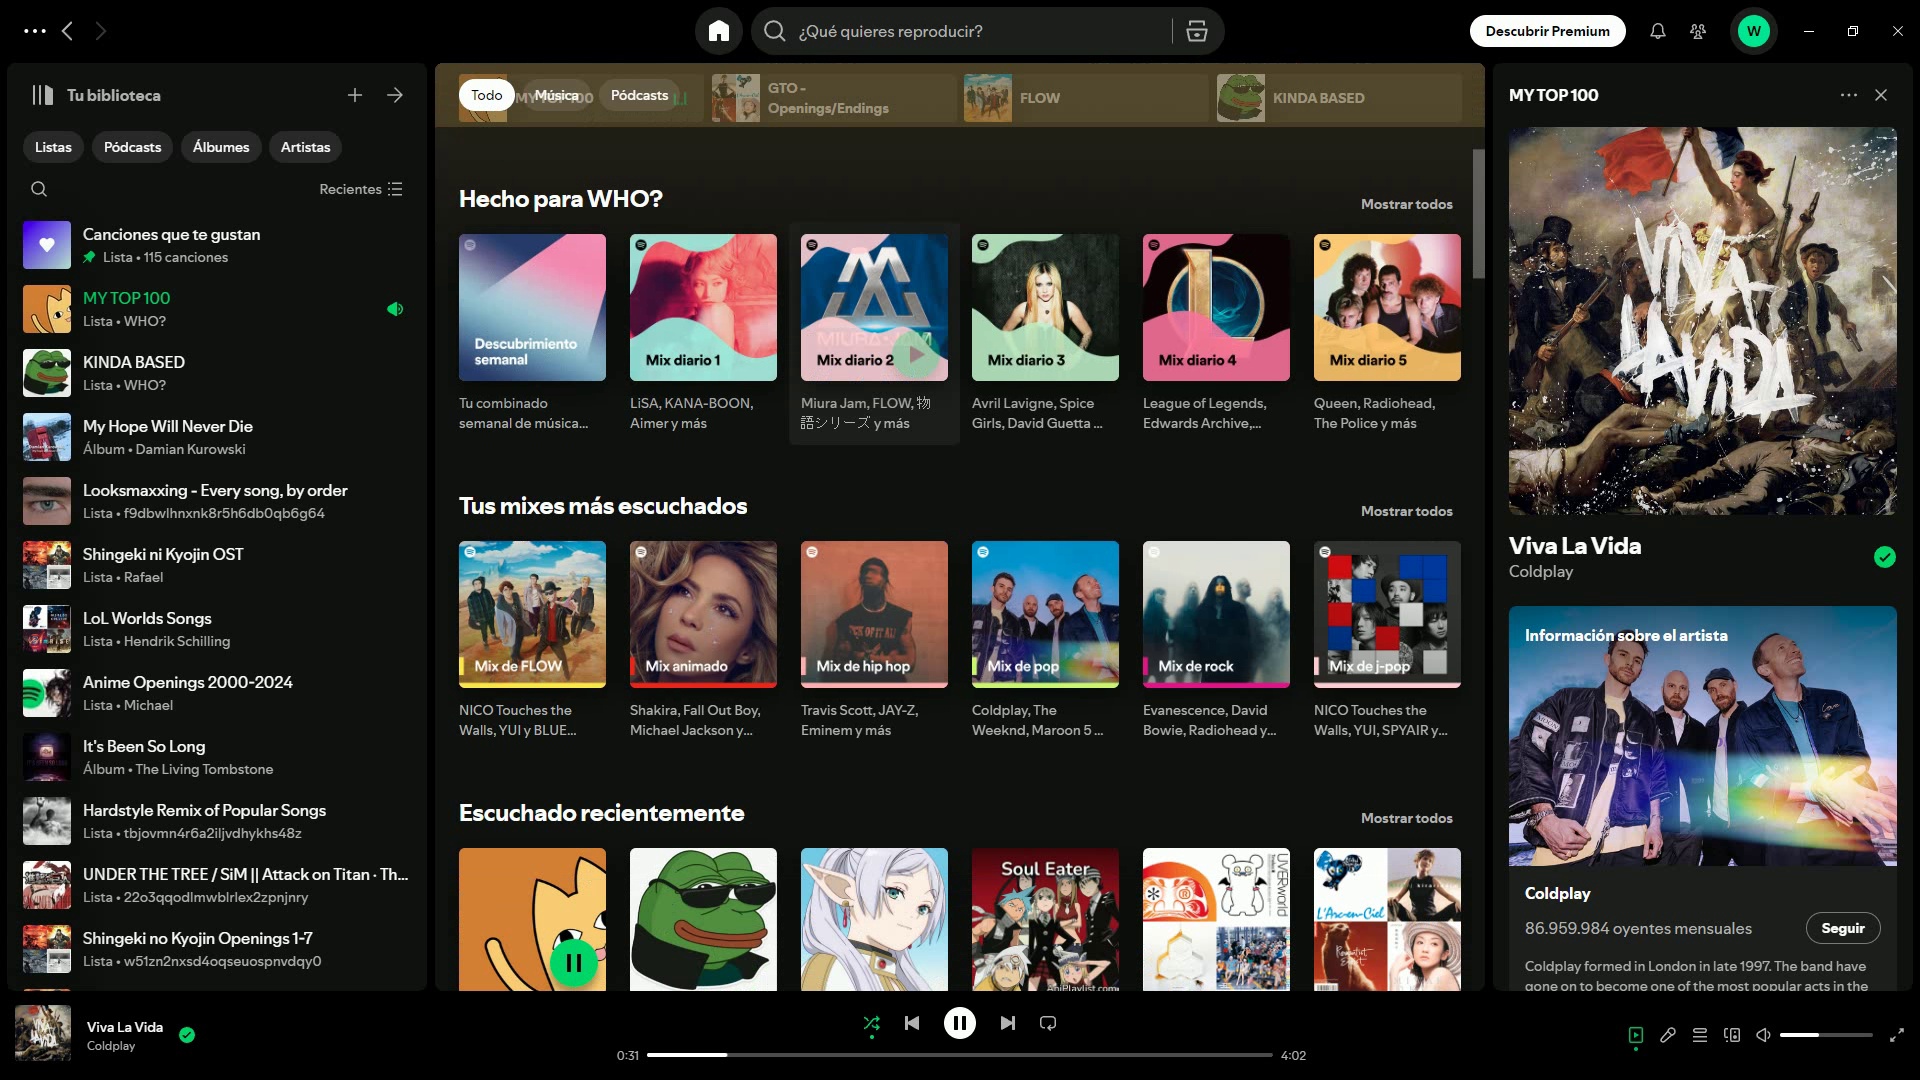 ¿Qué quieres reproducir?
Descubrir Premium
W
Tu biblioteca
Listas
Pódcasts
Álbumes
Artistas
Recientes
Canciones que te gustan
Lista • 115 canciones
MY TOP 100
Lista • WHO?
KINDA BASED
Lista • WHO?
My Hope Will Never Die
Álbum • Damian Kurowski
Looksmaxxing - Every song, by order
Lista • f9dbwlhnxnk8r5h6db0qb6g64
Shingeki ni Kyojin OST
Lista • Rafael
LoL Worlds Songs
Lista • Hendrik Schilling
Anime Openings 2000-2024
Lista • Michael
It's Been So Long
Álbum • The Living Tombstone
Hardstyle Remix of Popular Songs
Lista • tbjovmn4r6a2iljvdhykhs48z
UNDER THE TREE / SiM || Attack on Titan · Th...
Lista • 22o3qqodlmwblrlex2zpnjnry
Shingeki no Kyojin Openings 1-7
Lista • w51zn2nxsd4oqseuospnvdqy0
Todo
Música
Pódcasts
MY TOP 100
GTO -
Openings/Endings
FLOW
KINDA BASED
Hecho para WHO?
Mostrar todos
Descubrimiento
semanal
Mix diario 1
MIURA JAM
Mix diario 2
Mix diario 3
Mix diario 4
Mix diario 5
Tu combinado
semanal de música...
LiSA, KANA-BOON,
Aimer y más
Miura Jam, FLOW, 物
語シリーズ y más
Avril Lavigne, Spice
Girls, David Guetta ...
League of Legends,
Edwards Archive,...
Queen, Radiohead,
The Police y más
Tus mixes más escuchados
Mostrar todos
Mix de FLOW
Mix animado
Mix de hip hop
Mix de pop
Mix de rock
Mix de j-pop
NICO Touches the
Walls, YUI y BLUE...
Shakira, Fall Out Boy,
Michael Jackson y...
Travis Scott, JAY-Z,
Eminem y más
Coldplay, The
Weeknd, Maroon 5 ...
Evanescence, David
Bowie, Radiohead y...
NICO Touches the
Walls, YUI, SPYAIR y...
Escuchado recientemente
Mostrar todos
Soul Eater
AniPlaylist.com
UVERworld
L'Arc-en-Ciel
MY TOP 100
VIVA
LA VIDA
Viva La Vida
Coldplay
Información sobre el artista
Coldplay
86.959.984 oyentes mensuales
Seguir
Coldplay formed in London in late 1997. The band have
gone on to become one of the most popular acts in the
Viva La Vida
Coldplay
0:31
4:02